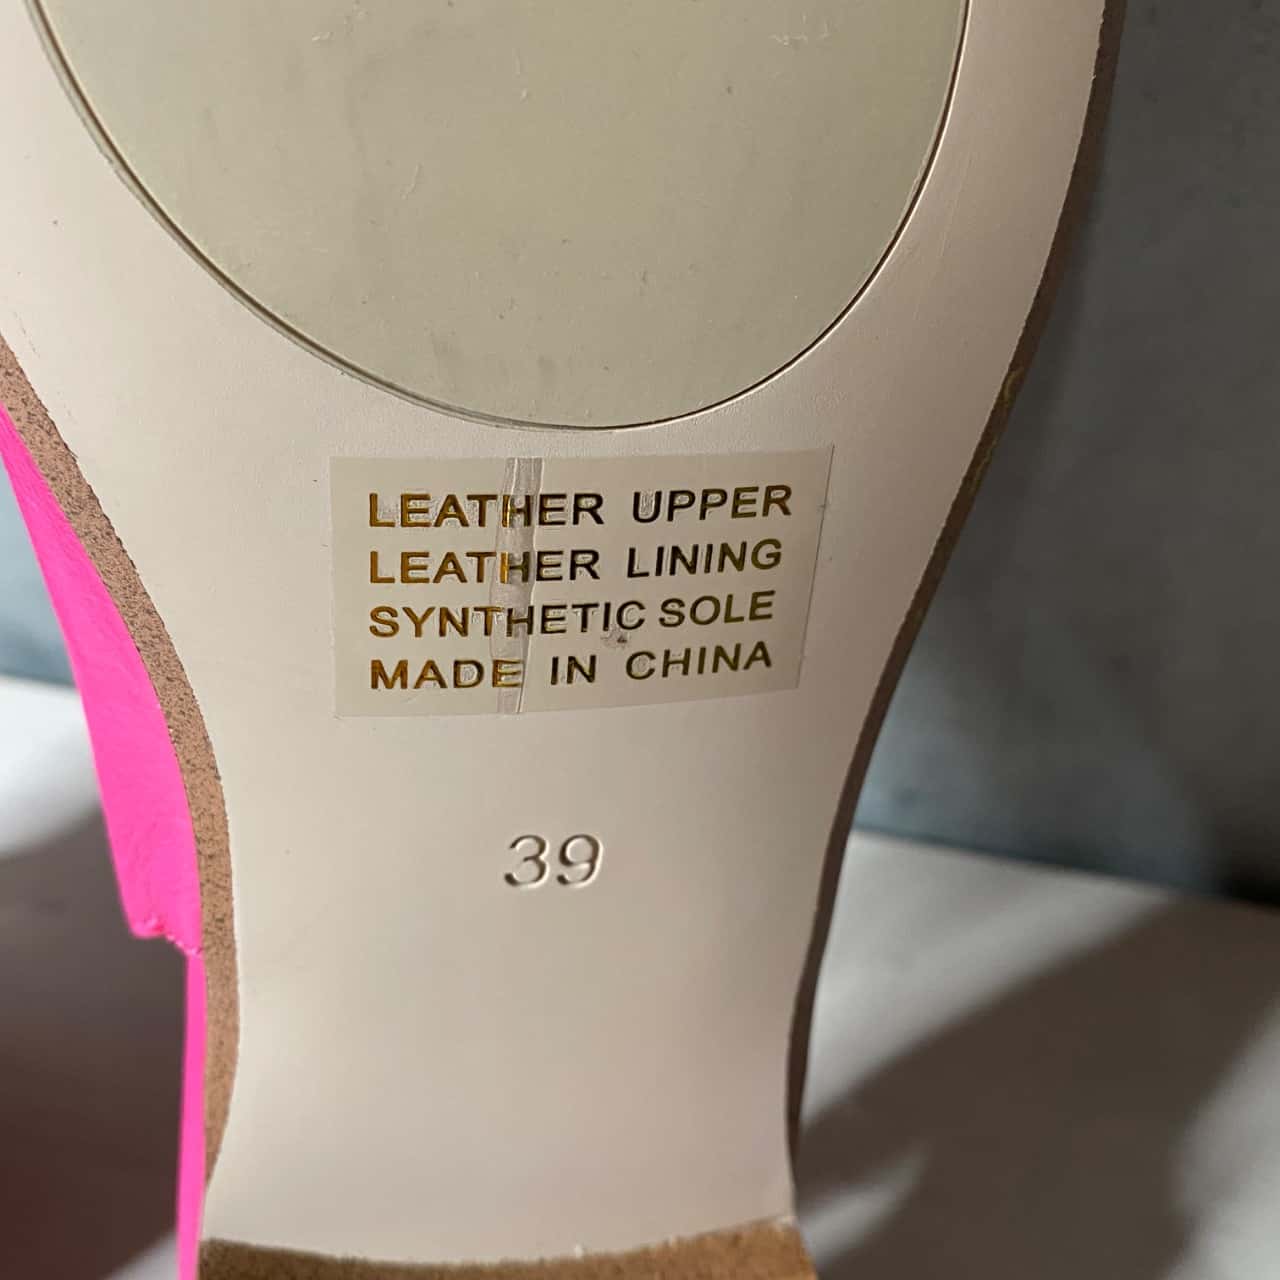 LEATHER UPPER
LEATHER LINING
SYNTHETIC SOLE
MADE IN CHINA
39